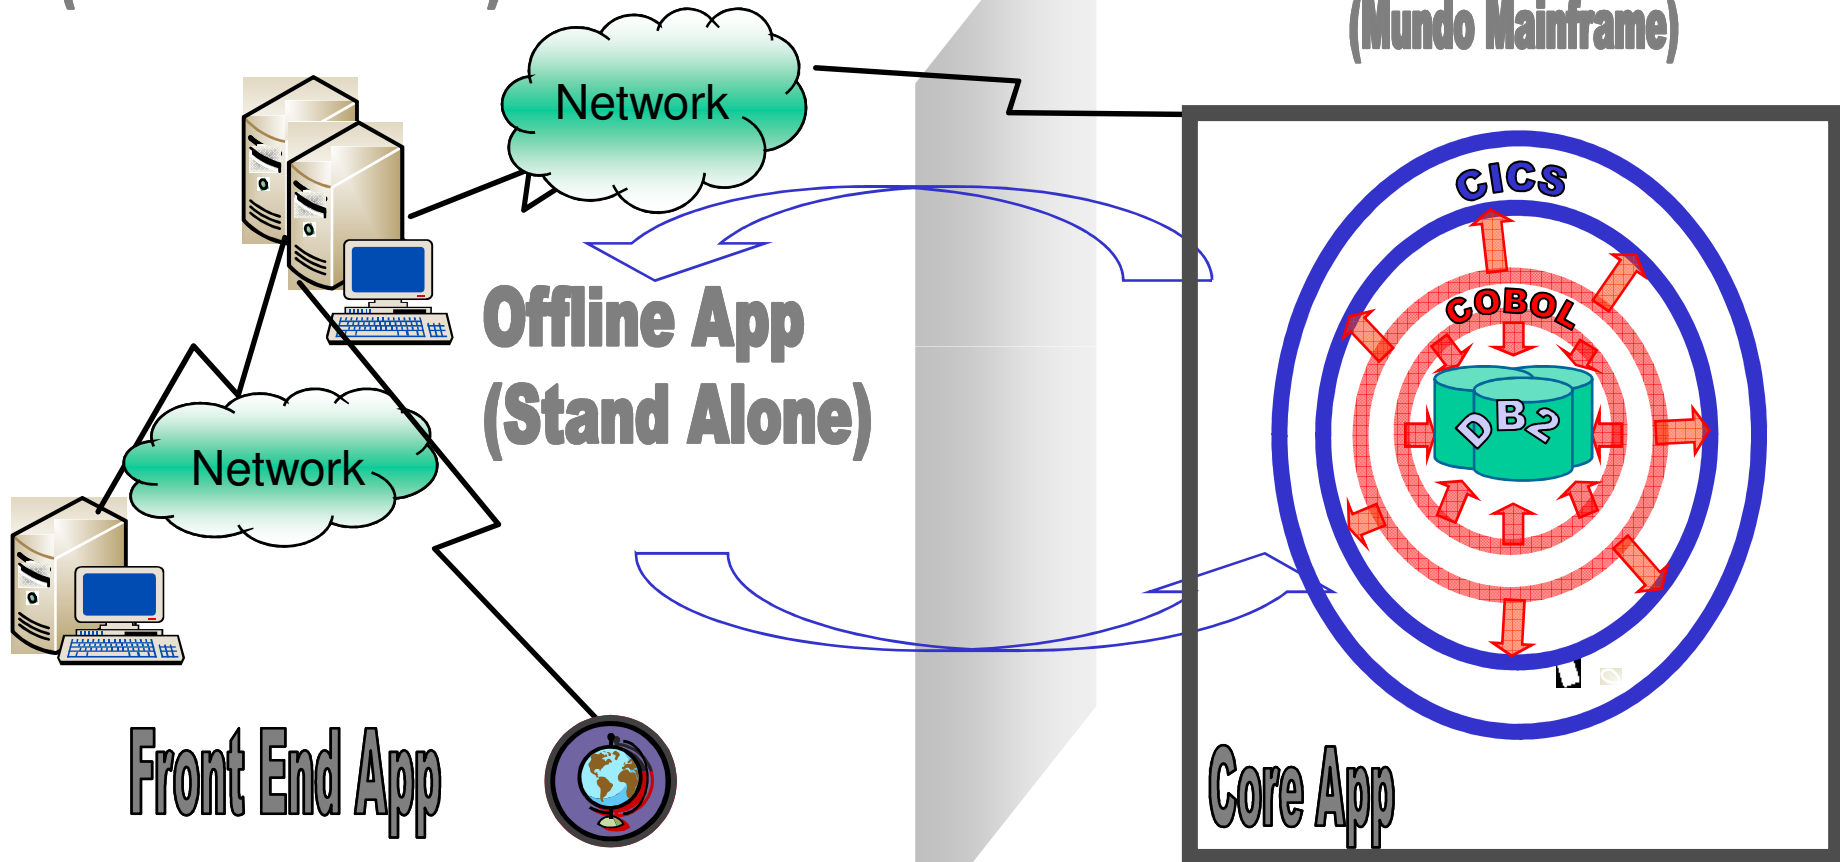 (Mundo Mainframe)
Network
CICS
COBOL
Offline App
(Stand Alone)
DB2
Network
Front End App
Core App